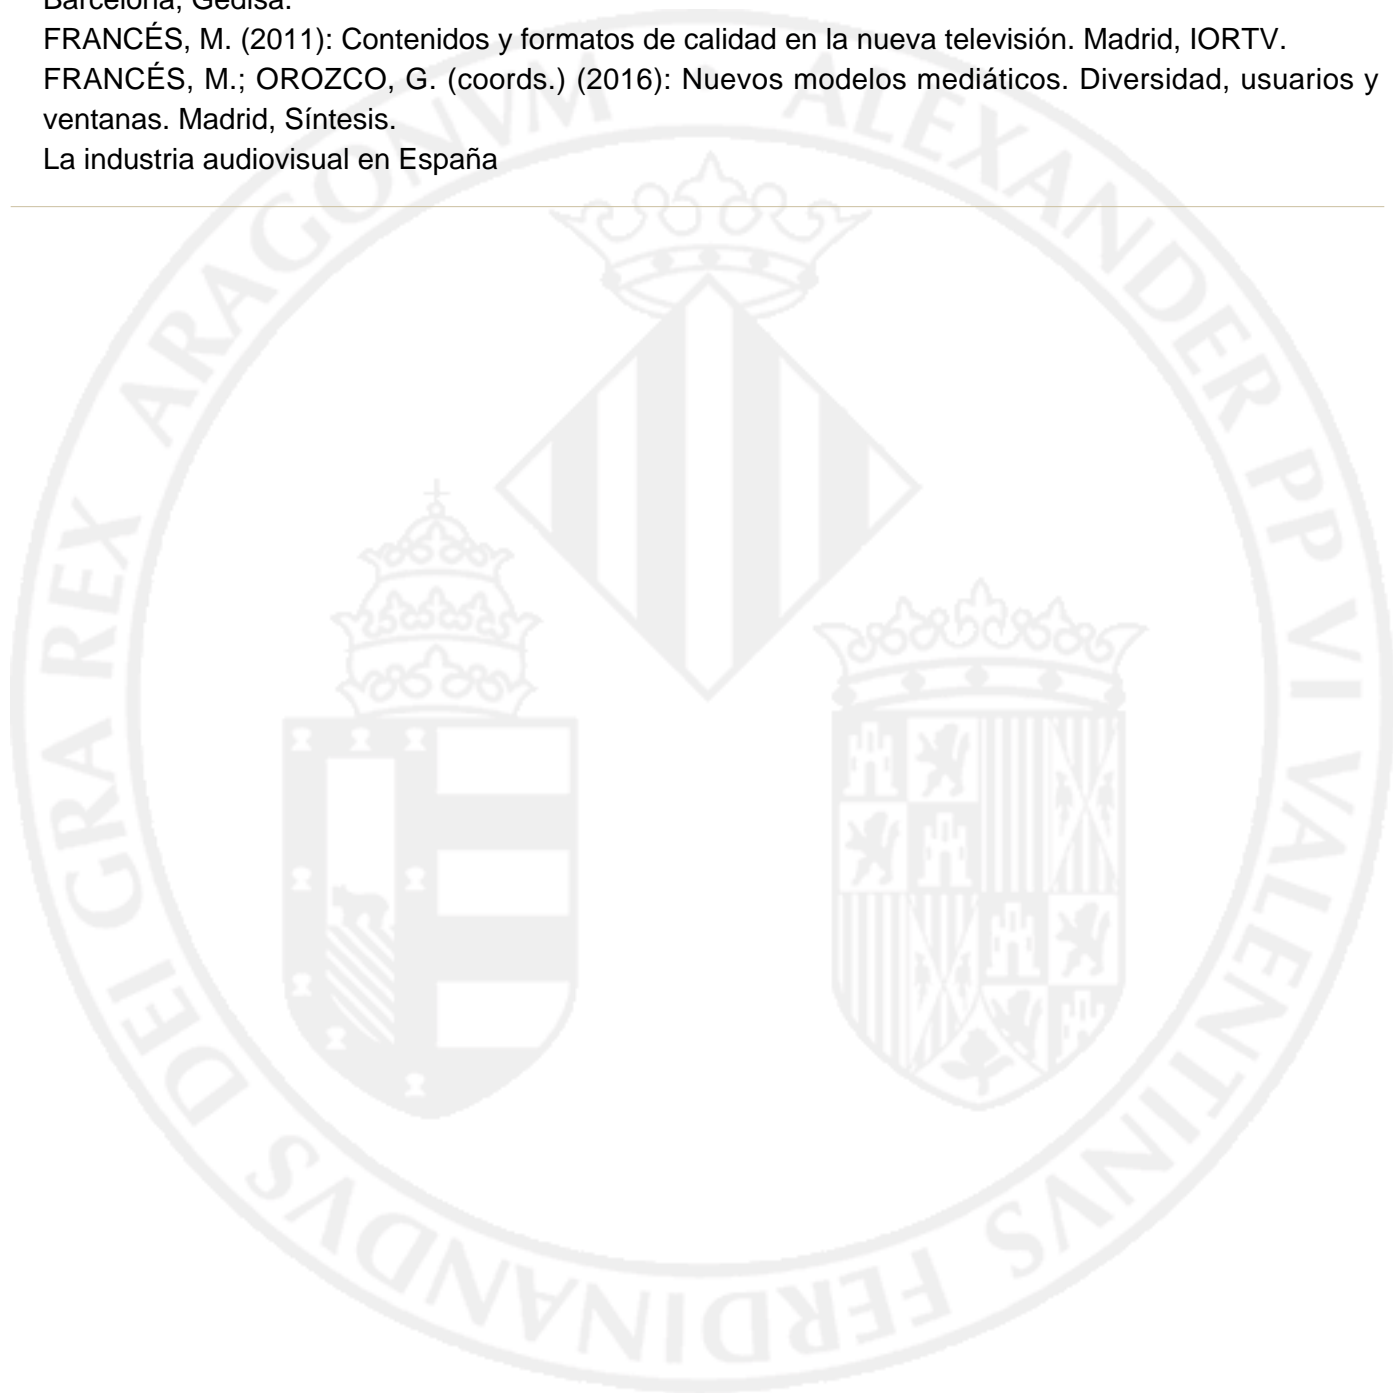 Barcelona, Gedisa.
FRANCÉS, M. (2011): Contenidos y formatos de calidad en la nueva televisión. Madrid, IORTV.
FRANCÉS, M.; OROZCO, G. (coords.) (2016): Nuevos modelos mediáticos. Diversidad, usuarios y
ventanas. Madrid, Síntesis.
La industria audiovisual en España
ALEXANDER PP VI VALENTINVS FERDINANDVS DEI GRA REX ARAGONVM